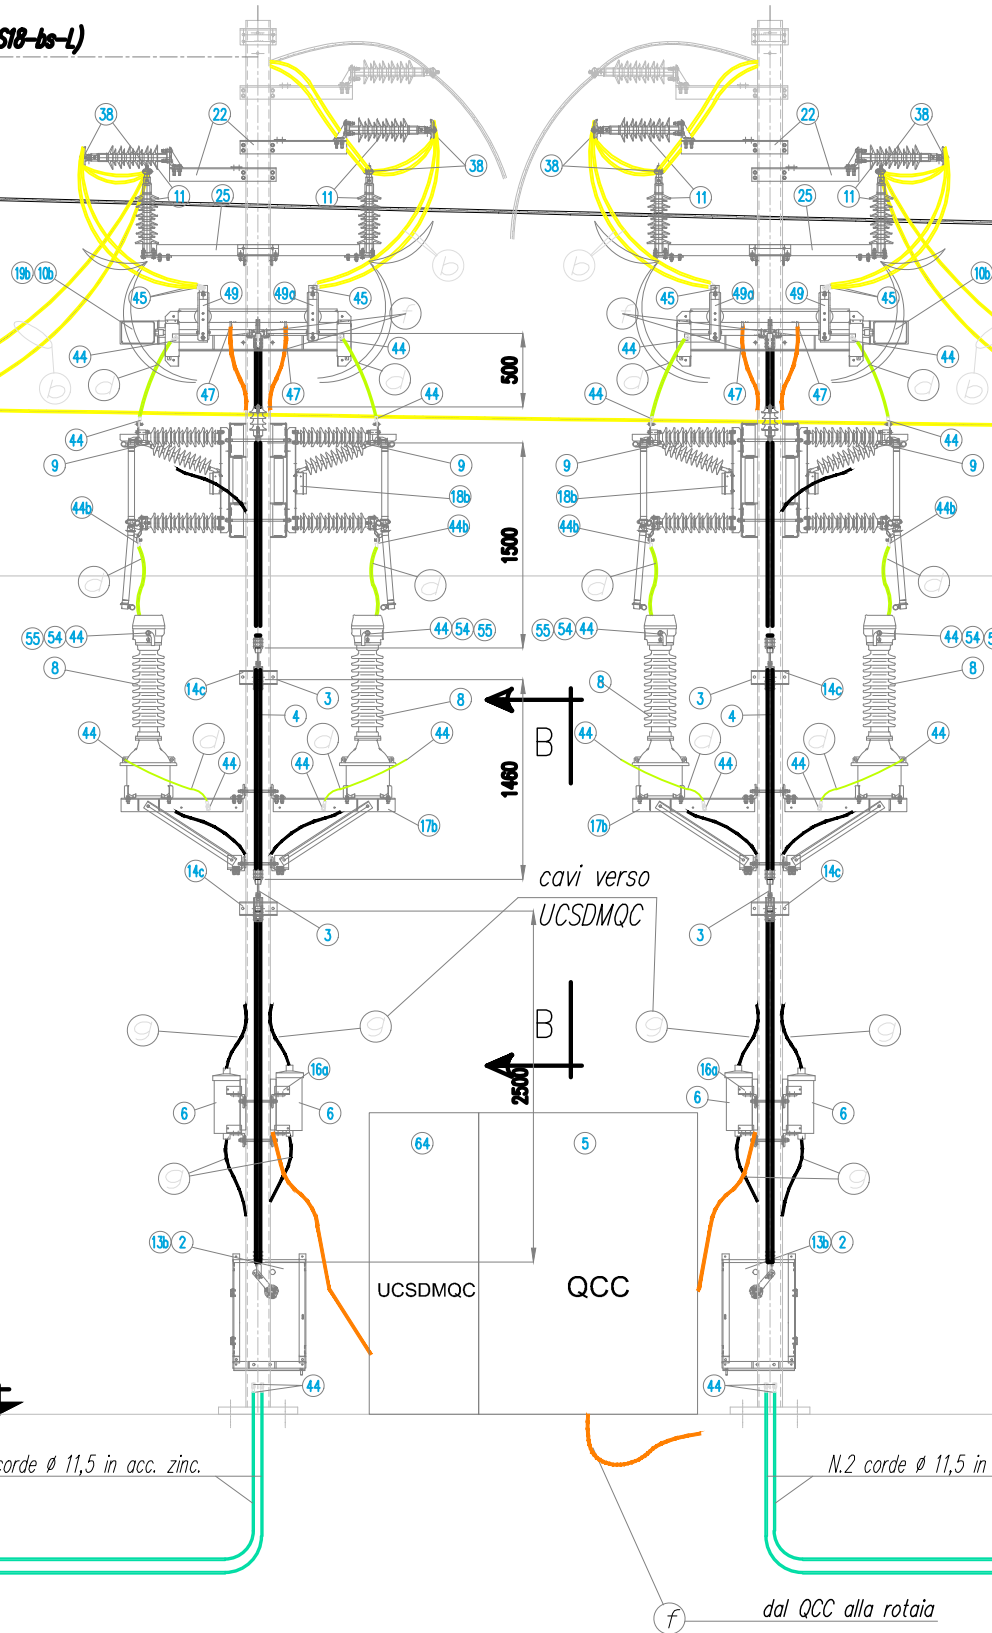 S18-bs-L)
38 22 22 38
38 38
11 11 11 11
25 25
b b
19b 10b 10b
45 49 49a 45 45 49a 49 45
f f
44 44 44 44
500
b d d d d b
47 47 47 47
44 44 44 44
9 9 9 9
18b 18b
44b 44b 44b 44b
1500
d d d d
55 54 44 44 54 55 55 54 44 44 54 5
8 8 8 8
14c 3 3 14c
4 4
B
44 d d 44 44 d d 44
44 44 44 44
1460
17b 17b
14c 14c
cavi verso
UCSDMQC
3 3
g g g g
B
16a 16a
2500
6 6 6 6
64 5
g g
13b 2 13b 2
UCSDMQC QCC
44 44
corde ø 11,5 in acc. zinc.
N.2 corde ø 11,5 in
f dal QCC alla rotaia